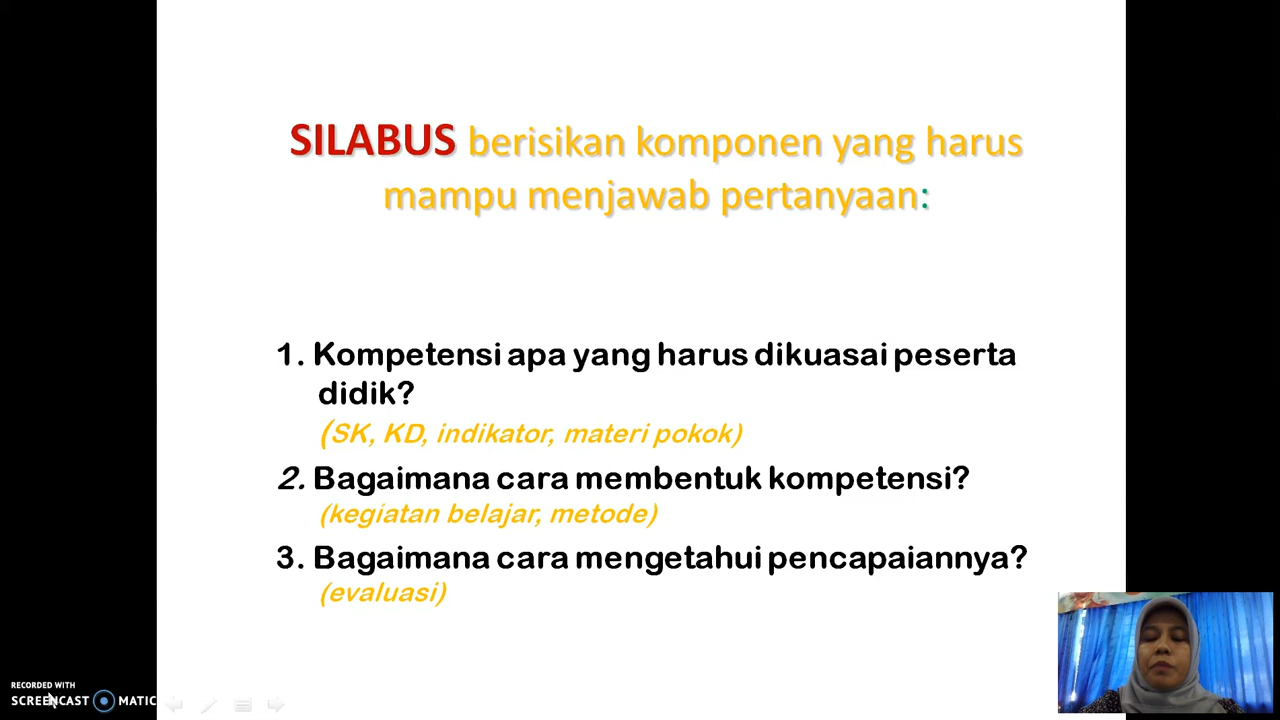 SILABUS berisikan komponen yang harus
mampu menjawab pertanyaan:
1. Kompetensi apa yang harus dikuasai peserta
didik?
(SK, KD, indikator, materi pokok)
2. Bagaimana cara membentuk kompetensi?
(kegiatan belajar, metode)
3. Bagaimana cara mengetahui pencapaiannya?
(evaluasi)
RECORDED WITH
SCREENCAST MATIC